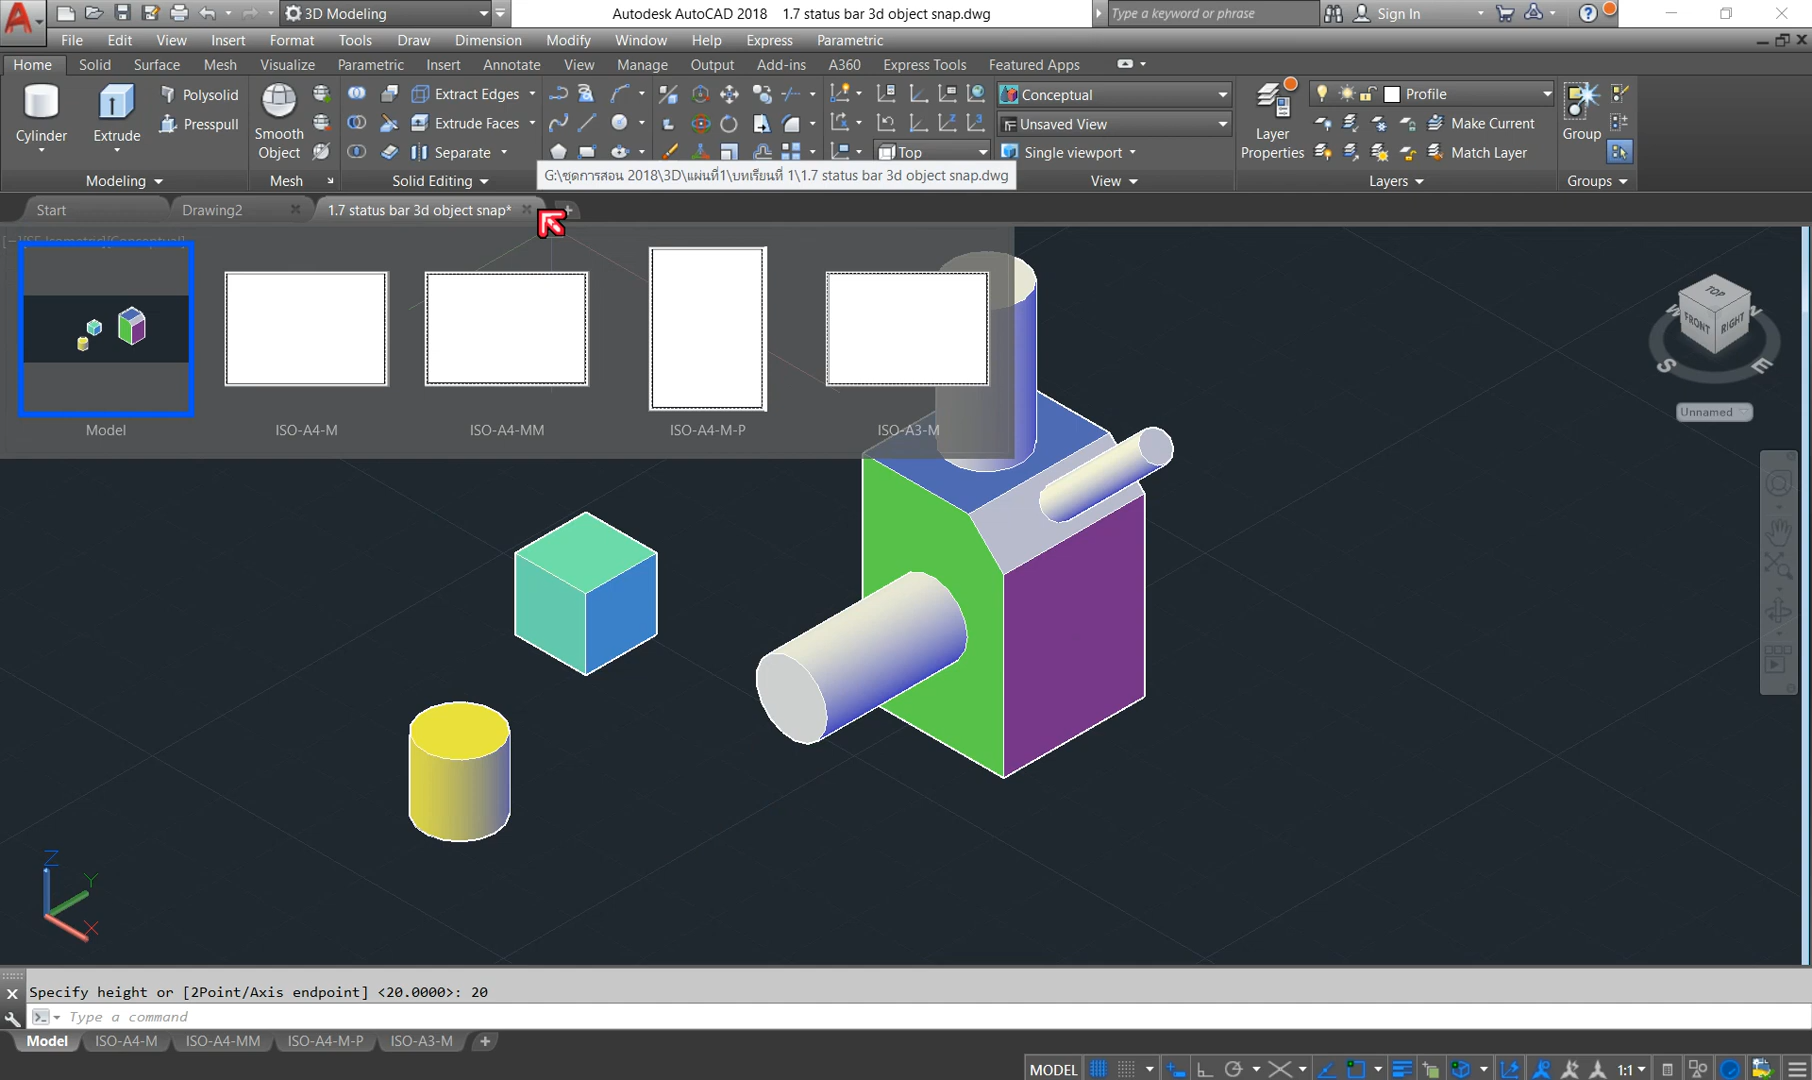 3D Modeling
Autodesk AutoCAD 2018 1.7 status bar 3d object snap.dwg
Type a keyword or phrase
Sign In
File Edit View Insert Format Tools Draw Dimension Modify Window Help Express Parametric
Home Solid Surface Mesh Visualize Parametric Insert Annotate View Manage Output Add-ins A360 Express Tools Featured Apps
Polysolid
Extract Edges
Conceptual
Profile
Cylinder
Extrude
Presspull
Smooth
Object
Extrude Faces
Unsaved View
Layer
Properties
Make Current
Group
Separate
Top
Single viewport
Match Layer
Modeling
Mesh
Solid Editing
G:\ชุดการสอน 2018\3D\แผ่นที่1\บทเรียนที่ 1\1.7 status bar 3d object snap.dwg
View
Layers
Groups
Start
Drawing2
1.7 status bar 3d object snap*
[−][SE Isometric][Conceptual]
Model ISO-A4-M ISO-A4-MM ISO-A4-M-P ISO-A3-M
TOP
FRONT
RIGHT
W
S
E
Unnamed
Z
Y
X
Specify height or [2Point/Axis endpoint] <20.0000>: 20
Type a command
Model ISO-A4-M ISO-A4-MM ISO-A4-M-P ISO-A3-M
MODEL
1:1